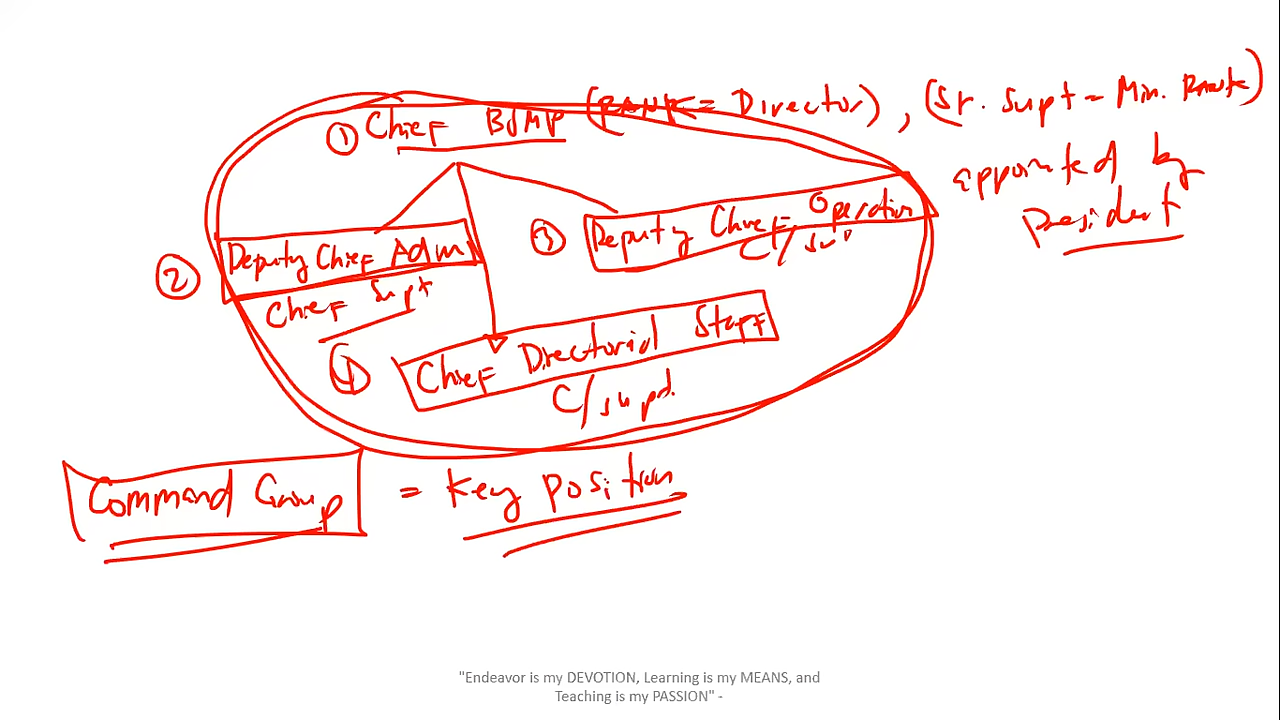 ① Chief BJMP (RANK = Director), (Sr. Supt - Min. Rank)
appointed by
President
② Deputy Chief Adm
Chief Supt
③ Deputy Chief Operation
C/Sup
④ Chief Directorial Staff
C/Supt.
Command Group = Key Position
"Endeavor is my DEVOTION, Learning is my MEANS, and
Teaching is my PASSION" -